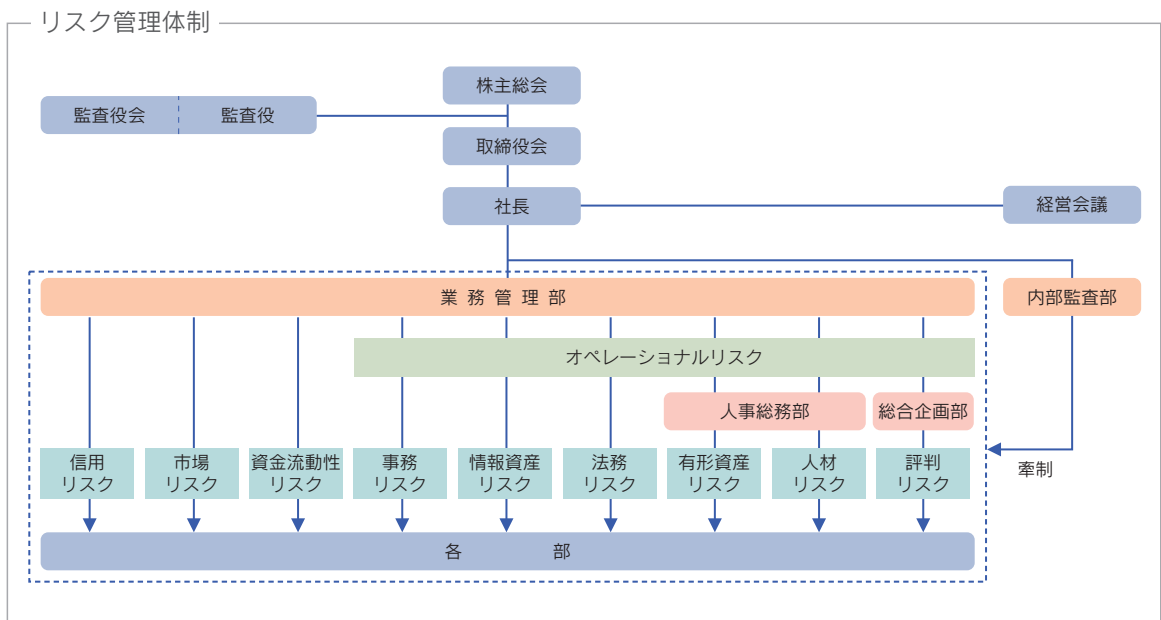 リスク管理体制
株主総会
監査役会
監査役
取締役会
社長
経営会議
業務管理部
内部監査部
オペレーショナルリスク
人事総務部
総合企画部
信用
リスク
市場
リスク
資金流動性
リスク
事務
リスク
情報資産
リスク
法務
リスク
有形資産
リスク
人材
リスク
評判
リスク
牽制
各部